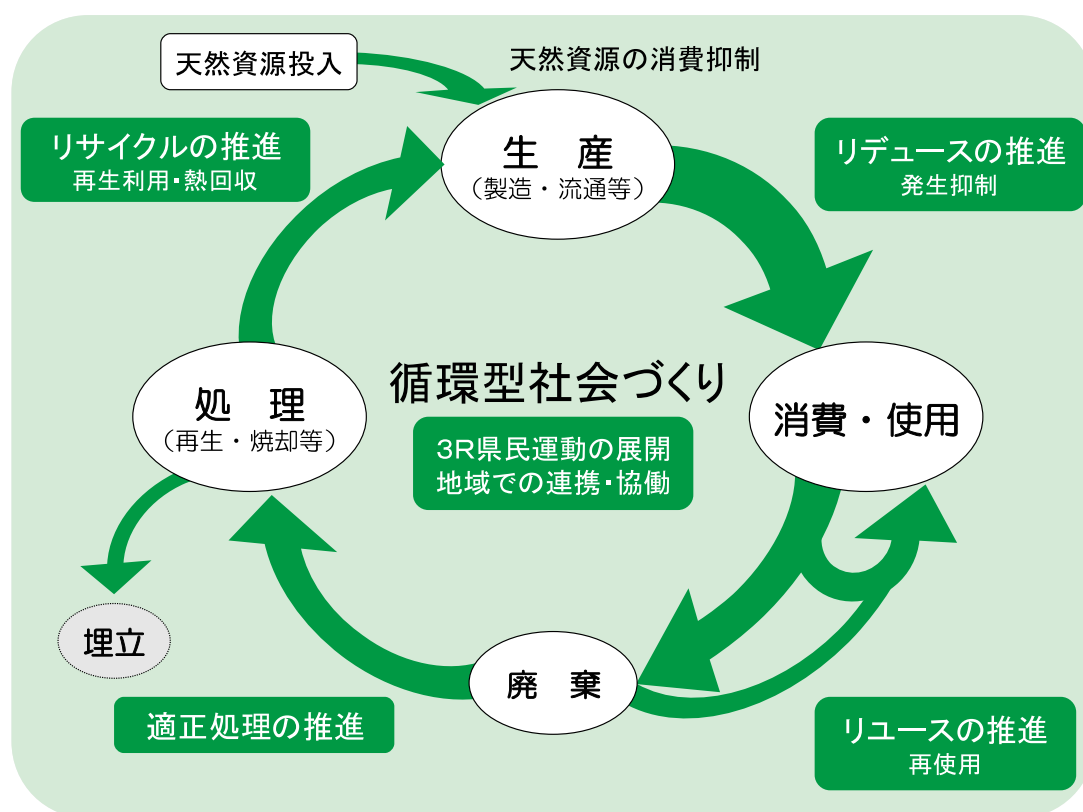 天然資源投入
天然資源の消費抑制
リサイクルの推進
再生利用・熱回収
生　産
（製造・流通等）
リデュースの推進
発生抑制
循環型社会づくり
処　理
（再生・焼却等）
消費・使用
3R県民運動の展開
地域での連携・協働
埋立
廃　棄
適正処理の推進
リユースの推進
再使用